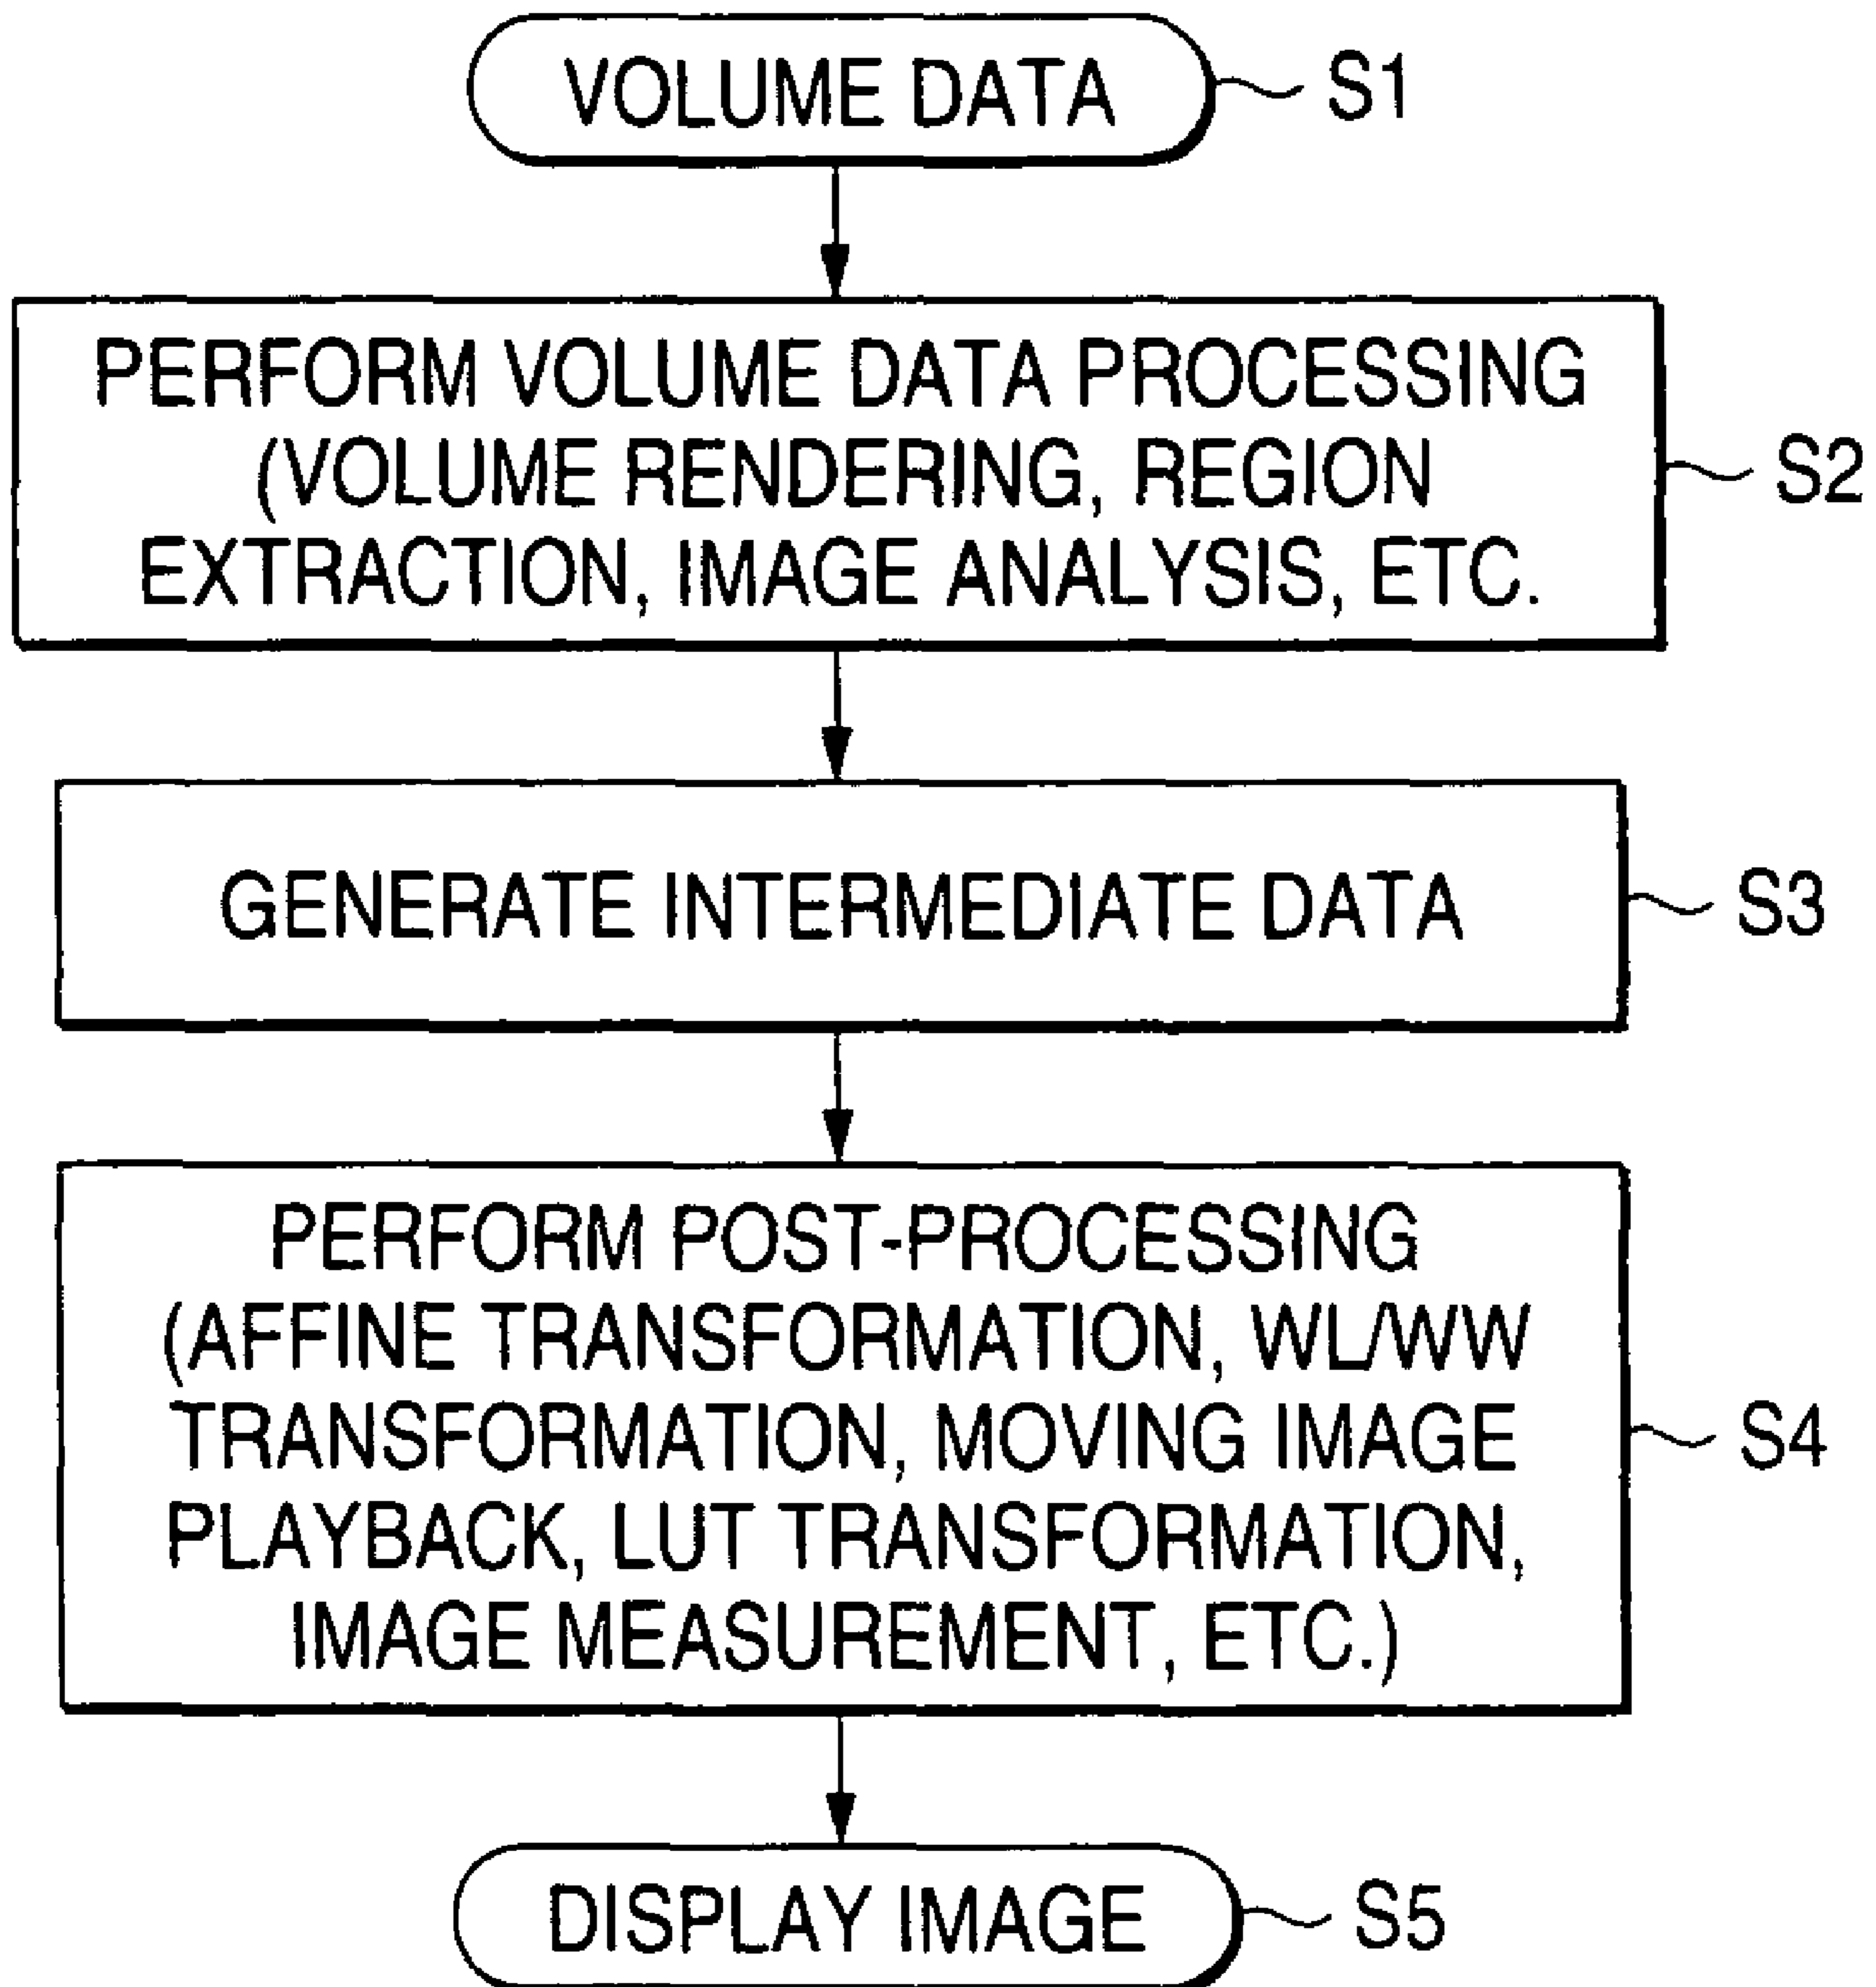 VOLUME DATA
S1
PERFORM VOLUME DATA PROCESSING
(VOLUME RENDERING, REGION
EXTRACTION, IMAGE ANALYSIS, ETC.
S2
GENERATE INTERMEDIATE DATA
S3
PERFORM POST-PROCESSING
(AFFINE TRANSFORMATION, WL/WW
TRANSFORMATION, MOVING IMAGE
PLAYBACK, LUT TRANSFORMATION,
IMAGE MEASUREMENT, ETC.)
S4
DISPLAY IMAGE
S5